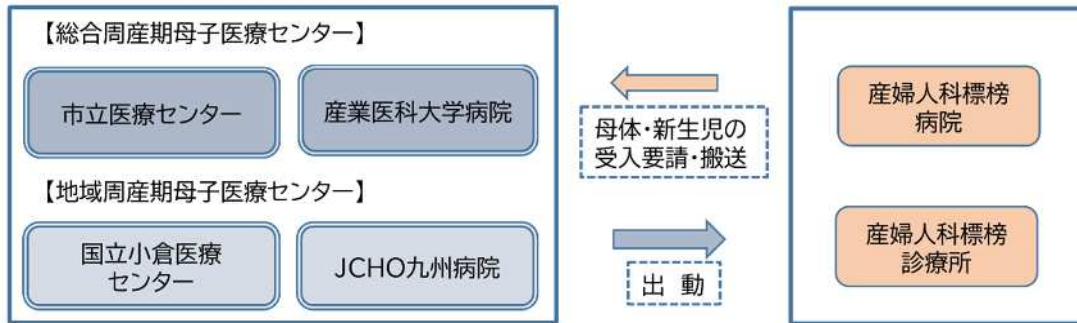 【総合周産期母子医療センター】
市立医療センター
産業医科大学病院
【地域周産期母子医療センター】
国立小倉医療
センター
JCHO九州病院
母体・新生児の
受入要請・搬送
出 動
産婦人科標榜
病院
産婦人科標榜
診療所